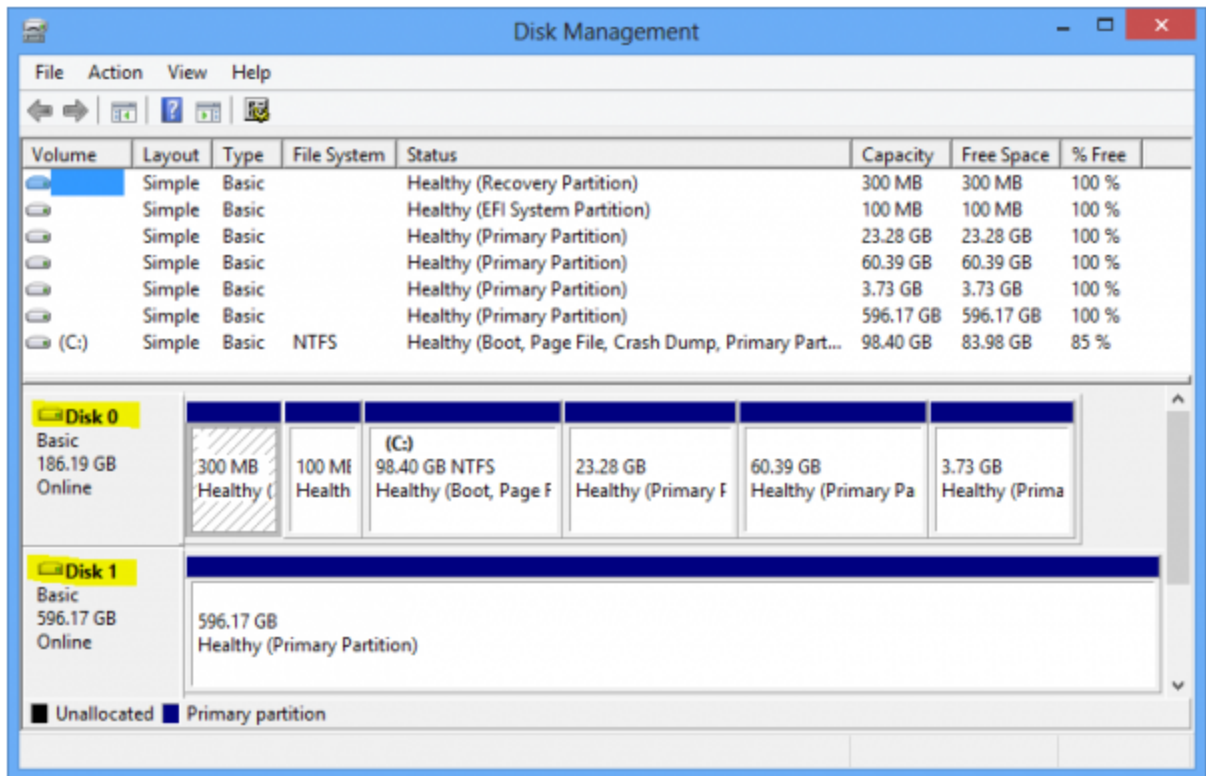 Disk Management
File Action View Help
Volume Layout Type File System Status Capacity Free Space % Free
Simple Basic Healthy (Recovery Partition) 300 MB 300 MB 100 %
Simple Basic Healthy (EFI System Partition) 100 MB 100 MB 100 %
Simple Basic Healthy (Primary Partition) 23.28 GB 23.28 GB 100 %
Simple Basic Healthy (Primary Partition) 60.39 GB 60.39 GB 100 %
Simple Basic Healthy (Primary Partition) 3.73 GB 3.73 GB 100 %
Simple Basic Healthy (Primary Partition) 596.17 GB 596.17 GB 100 %
(C:) Simple Basic NTFS Healthy (Boot, Page File, Crash Dump, Primary Part... 98.40 GB 83.98 GB 85 %
Disk 0
Basic
186.19 GB
Online
300 MB
Healthy (
100 ME
Health
(C:)
98.40 GB NTFS
Healthy (Boot, Page F
23.28 GB
Healthy (Primary F
60.39 GB
Healthy (Primary Pa
3.73 GB
Healthy (Prima
Disk 1
Basic
596.17 GB
Online
596.17 GB
Healthy (Primary Partition)
Unallocated Primary partition